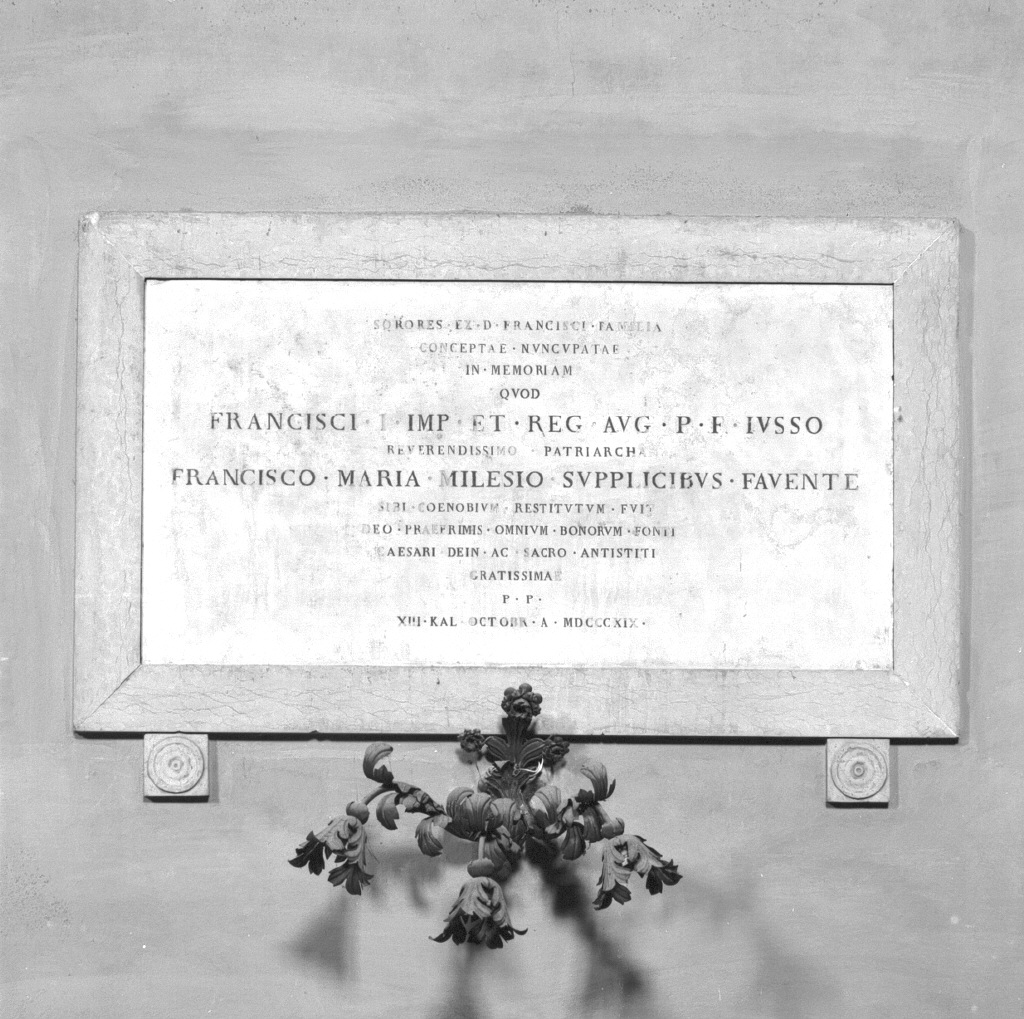 SORORES · EX · D · FRANCISCI · FAMILIA
CONCEPTAE · NVNCVPATAE
IN · MEMORIAM
QVOD
FRANCISCI · I · IMP · ET · REG · AVG · P · F · IVSSO
REVERENDISSIMO · PATRIARCHA
FRANCISCO · MARIA · MILESIO · SVPPLICIBVS · FAVENTE
SIBI · COENOBIVM · RESTITVTVM · FVIT
DEO · PRAEPRIMIS · OMNIVM · BONORVM · FONTI
CAESARI · DEIN · AC · SACRO · ANTISTITI
GRATISSIMAE
P · P ·
XIII · KAL · OCTOBR · A · MDCCCXIX ·